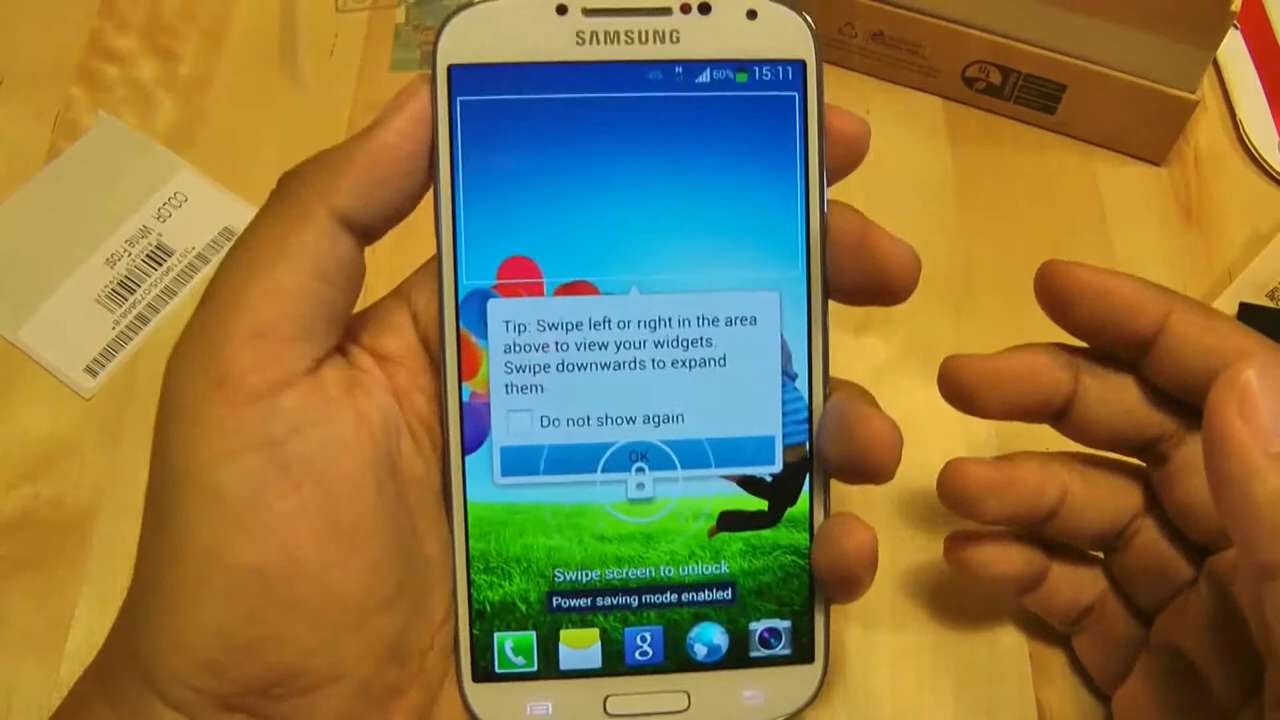 SAMSUNG
60% 15:11
Tip: Swipe left or right in the area
above to view your widgets.
Swipe downwards to expand
them
Do not show again
OK
Swipe screen to unlock
Power saving mode enabled
g
COLOR White Frost
UL